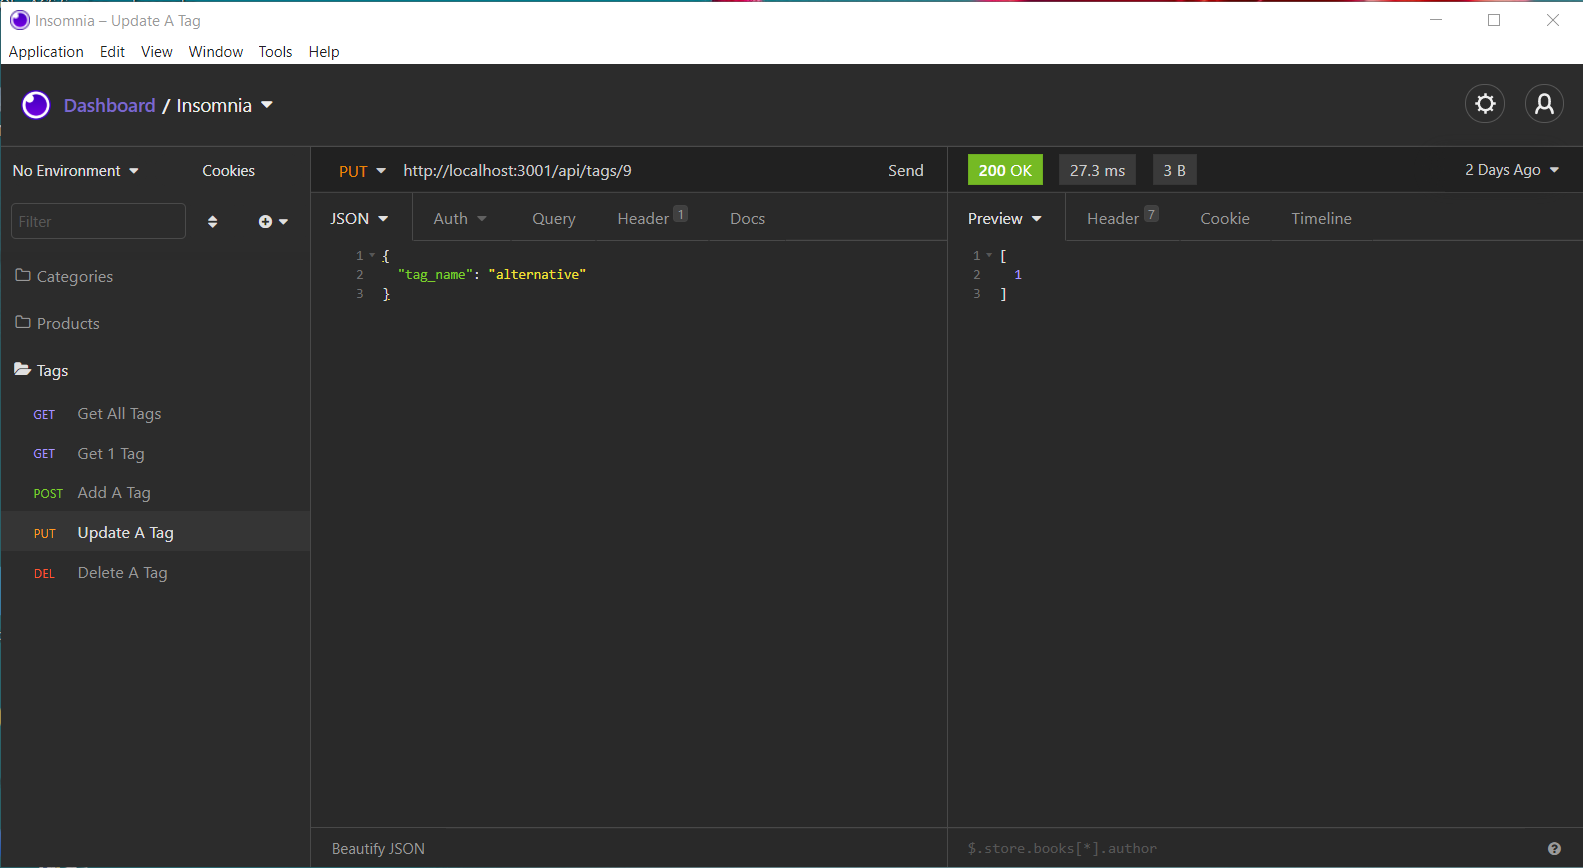 Insomnia – Update A Tag
Application Edit View Window Tools Help
Dashboard / Insomnia
No Environment Cookies
Filter
Categories
Products
Tags
GET Get All Tags
GET Get 1 Tag
POST Add A Tag
PUT Update A Tag
DEL Delete A Tag
PUT http://localhost:3001/api/tags/9 Send
JSON Auth Query Header 1 Docs
1 {
2 "tag_name": "alternative"
3 }
Beautify JSON
200 OK 27.3 ms 3 B 2 Days Ago
Preview Header 7 Cookie Timeline
1 [
2 1
3 ]
$.store.books[*].author